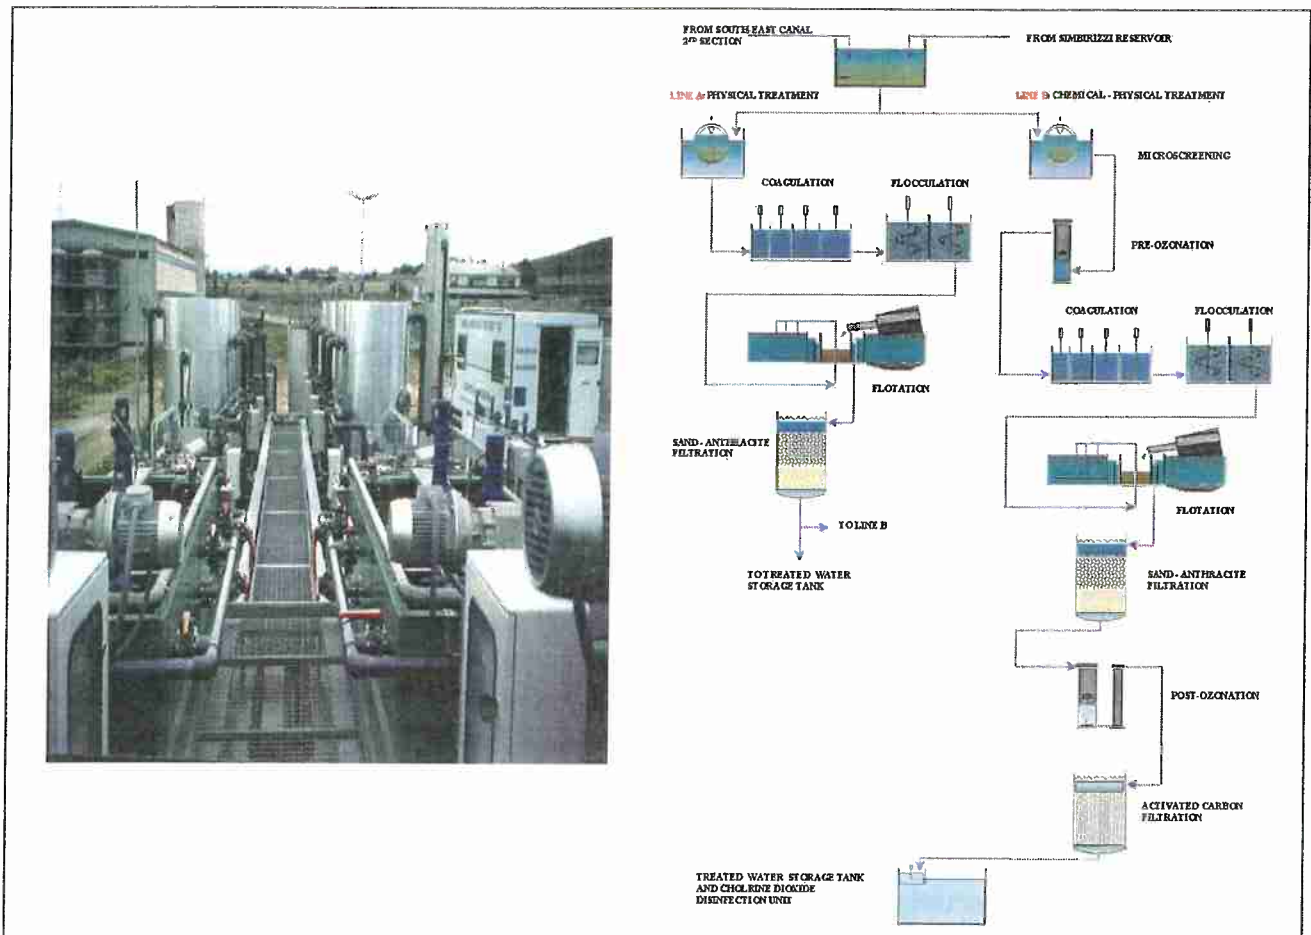 FROM SOUTH-EAST CANAL
2ND SECTION
FROM SIMBIRIZZI RESERVOIR
LINE A: PHYSICAL TREATMENT
LINE B: CHEMICAL - PHYSICAL TREATMENT
MICROSCREENING
COAGULATION
FLOCCULATION
PRE-OZONATION
COAGULATION
FLOCCULATION
FLOTATION
SAND-ANTHRACITE
FILTRATION
FLOTATION
TO LINE B
TO TREATED WATER
STORAGE TANK
SAND-ANTHRACITE
FILTRATION
POST-OZONATION
ACTIVATED CARBON
FILTRATION
TREATED WATER STORAGE TANK
AND CHOLRINE DIOXIDE
DISINFECTION UNIT